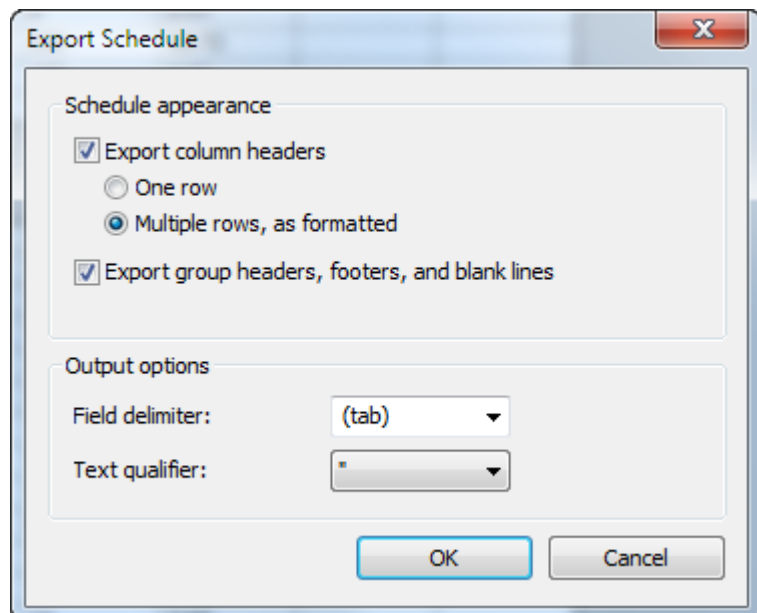 Export Schedule
Schedule appearance
Export column headers
One row
Multiple rows, as formatted
Export group headers, footers, and blank lines
Output options
Field delimiter: (tab)
Text qualifier: "
OK Cancel